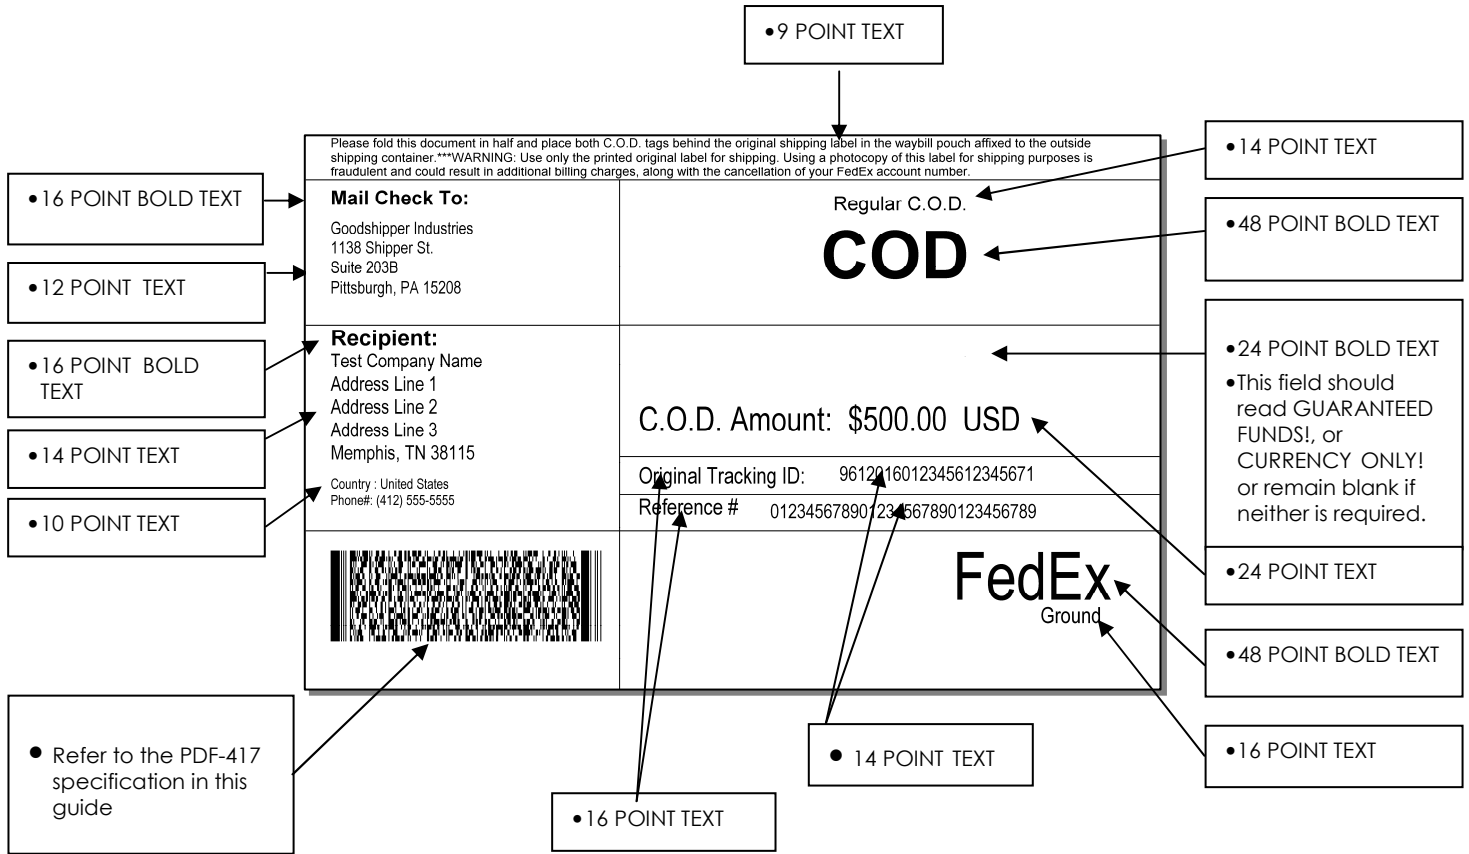 •9 POINT TEXT
Please fold this document in half and place both C.O.D. tags behind the original shipping label in the waybill pouch affixed to the outside
shipping container.***WARNING: Use only the printed original label for shipping. Using a photocopy of this label for shipping purposes is
fraudulent and could result in additional billing charges, along with the cancellation of your FedEx account number.
•16 POINT BOLD TEXT
•12 POINT TEXT
•16 POINT BOLD
TEXT
•14 POINT TEXT
•10 POINT TEXT
• Refer to the PDF-417
specification in this
guide
Mail Check To:
Goodshipper Industries
1138 Shipper St.
Suite 203B
Pittsburgh, PA 15208
Recipient:
Test Company Name
Address Line 1
Address Line 2
Address Line 3
Memphis, TN 38115
Country : United States
Phone#: (412) 555-5555
Regular C.O.D.
COD
C.O.D. Amount: $500.00 USD
Original Tracking ID: 9612016012345612345671
Reference # 012345678901234567890123456789
FedEx
Ground
•14 POINT TEXT
•48 POINT BOLD TEXT
•24 POINT BOLD TEXT
•This field should
read GUARANTEED
FUNDS!, or
CURRENCY ONLY!
or remain blank if
neither is required.
•24 POINT TEXT
•48 POINT BOLD TEXT
•16 POINT TEXT
• 14 POINT TEXT
•16 POINT TEXT